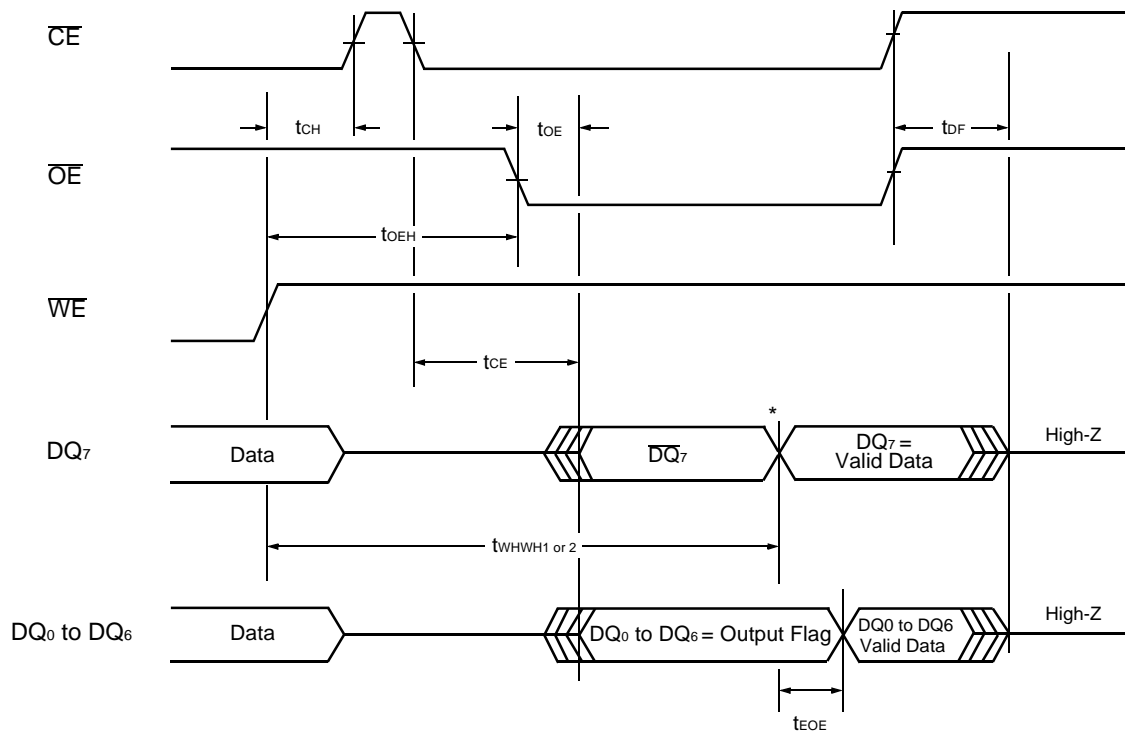 CE
tCH
tOE
tDF
OE
tOEH
WE
tCE
*
DQ7
Data
DQ7
DQ7 =
Valid Data
High-Z
tWHWH1 or 2
DQ0 to DQ6
Data
DQ0 to DQ6 = Output Flag
DQ0 to DQ6
Valid Data
High-Z
tEOE